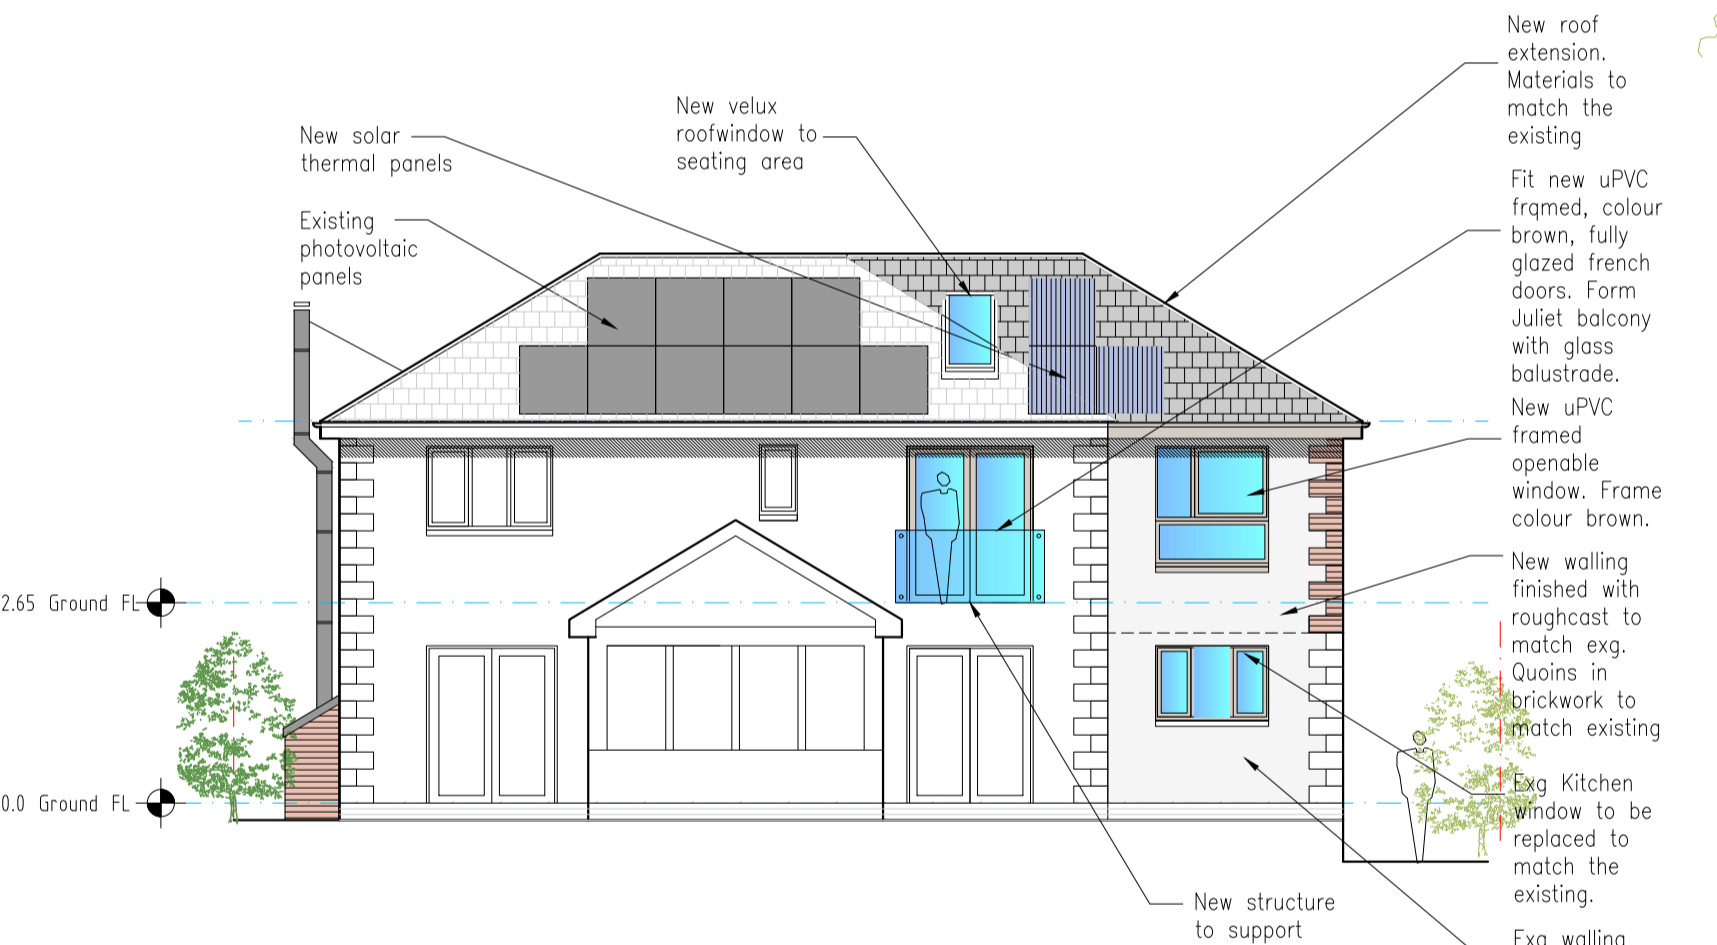 New solar
thermal panels
Existing
photovoltaic
panels
New velux
roofwindow to
seating area
New roof
extension.
Materials to
match the
existing
Fit new uPVC
frqmed, colour
brown, fully
glazed french
doors. Form
Juliet balcony
with glass
balustrade.
New uPVC
framed
openable
window. Frame
colour brown.
New walling
finished with
roughcast to
match exg.
Quoins in
brickwork to
match existing
Exg Kitchen
window to be
replaced to
match the
existing.
Exg walling
2.65 Ground FL
0.0 Ground FL
New structure
to support